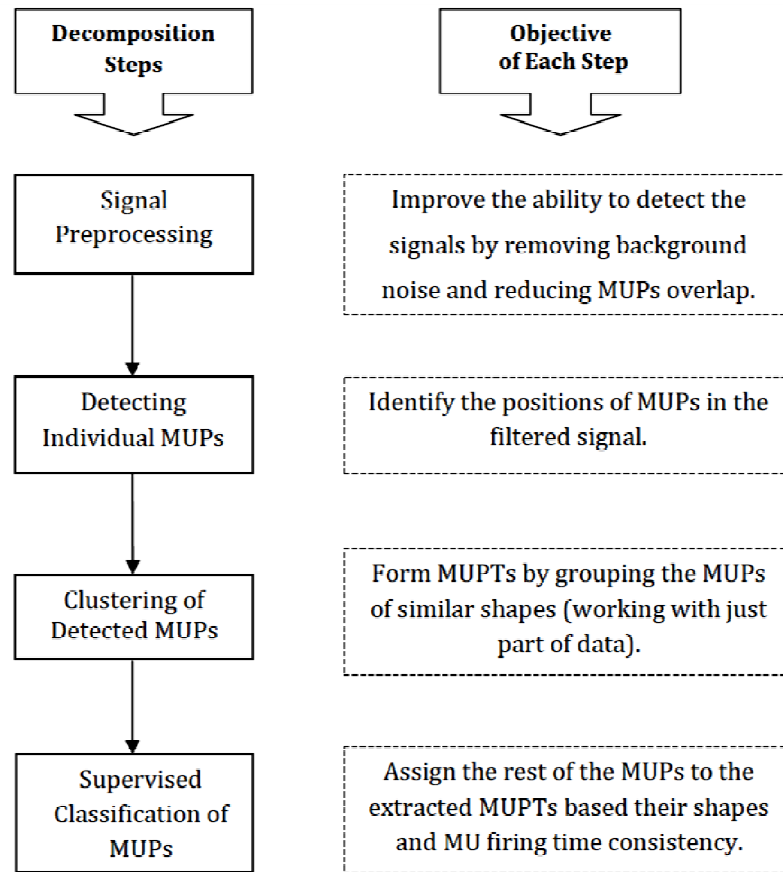 Decomposition
Steps
Objective
of Each Step
Signal
Preprocessing
Improve the ability to detect the
signals by removing background
noise and reducing MUPs overlap.
Detecting
Individual MUPs
Identify the positions of MUPs in the
filtered signal.
Clustering of
Detected MUPs
Form MUPTs by grouping the MUPs
of similar shapes (working with just
part of data).
Supervised
Classification of
MUPs
Assign the rest of the MUPs to the
extracted MUPTs based their shapes
and MU firing time consistency.